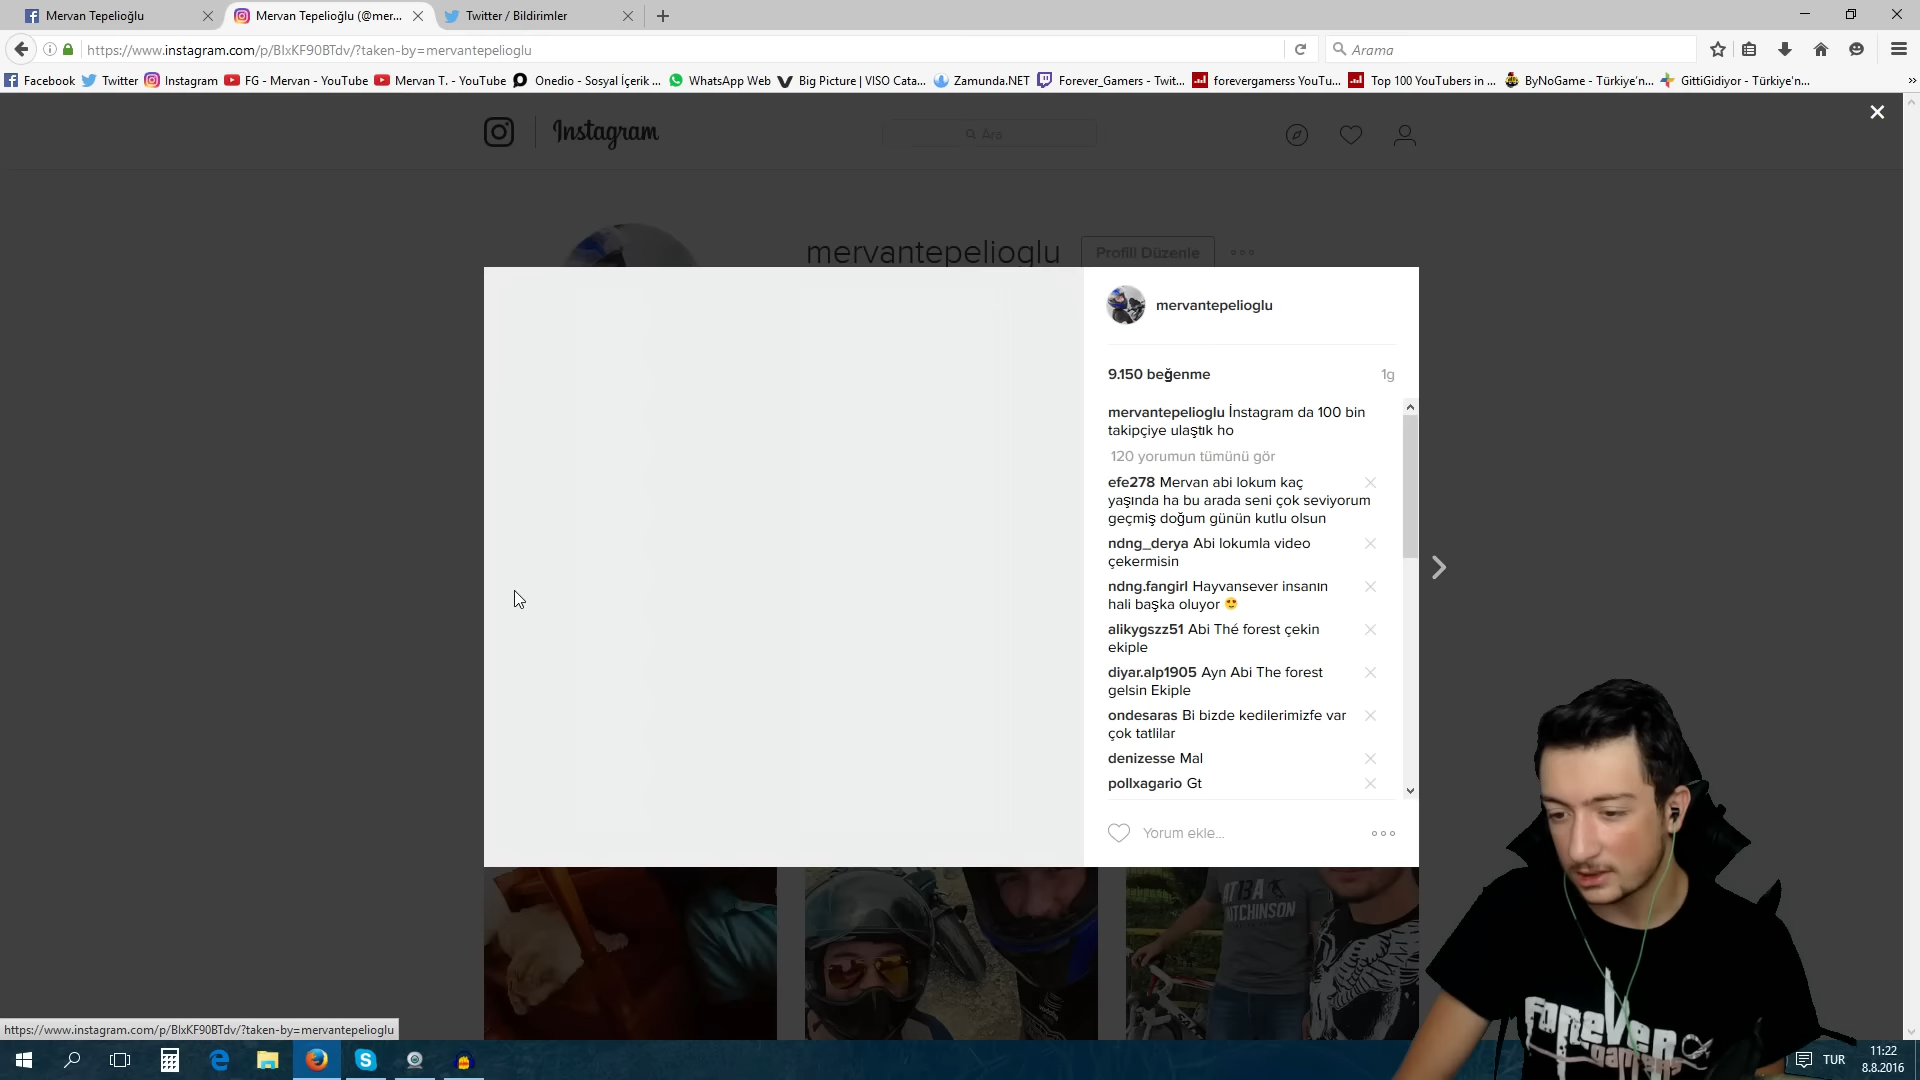 Mervan Tepelioğlu
Mervan Tepelioğlu (@mer...
Twitter / Bildirimler
https://www.instagram.com/p/BIxKF90BTdv/?taken-by=mervantepelioglu
Arama
Facebook
Twitter
Instagram
FG - Mervan - YouTube
Mervan T. - YouTube
Onedio - Sosyal İçerik ...
WhatsApp Web
Big Picture | VISO Cata...
Zamunda.NET
Forever_Gamers - Twit...
forevergamerss YouTu...
Top 100 YouTubers in ...
ByNoGame - Türkiye'n...
GittiGidiyor - Türkiye'n...
Instagram
Ara
mervantepelioglu
Profili Düzenle
mervantepelioglu
9.150 beğenme
1g
mervantepelioglu İnstagram da 100 bin
takipçiye ulaştık ho
120 yorumun tümünü gör
efe278 Mervan abi lokum kaç
yaşında ha bu arada seni çok seviyorum
geçmiş doğum günün kutlu olsun
ndng_derya Abi lokumla video
çekermisin
ndng.fangirl Hayvansever insanın
hali başka oluyor 😍
alikygszz51 Abi Thé forest çekin
ekiple
diyar.alp1905 Ayn Abi The forest
gelsin Ekiple
ondesaras Bi bizde kedilerimizfe var
çok tatlilar
denizesse Mal
pollxagario Gt
Yorum ekle...
HUTCHINSON
forever
gamers
https://www.instagram.com/p/BIxKF90BTdv/?taken-by=mervantepelioglu
TUR
11:22
8.8.2016